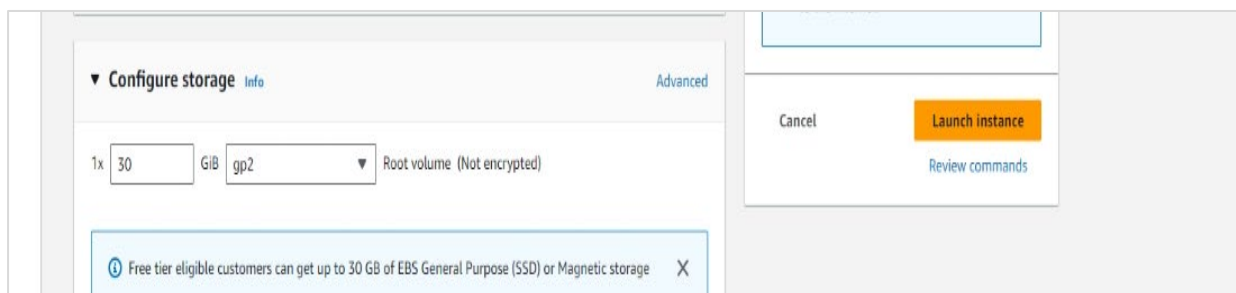 Configure storage Info Advanced
1x 30 GiB gp2 Root volume (Not encrypted)
Free tier eligible customers can get up to 30 GB of EBS General Purpose (SSD) or Magnetic storage
Cancel Launch instance
Review commands